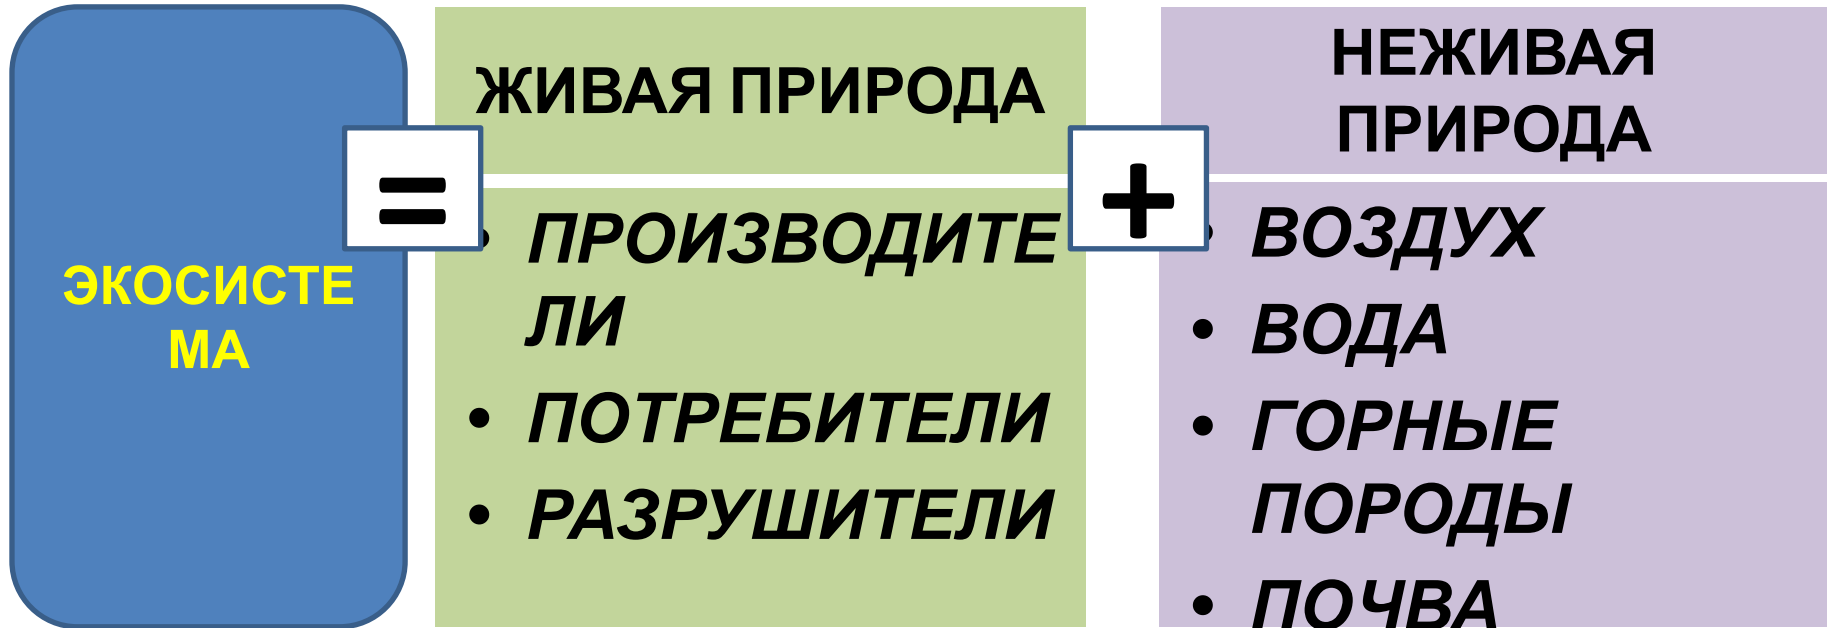 ЭКОСИСТЕ
МА
=
ЖИВАЯ ПРИРОДА
• ПРОИЗВОДИТЕ
ЛИ
• ПОТРЕБИТЕЛИ
• РАЗРУШИТЕЛИ
+
НЕЖИВАЯ
ПРИРОДА
• ВОЗДУХ
• ВОДА
• ГОРНЫЕ
ПОРОДЫ
• ПОЧВА